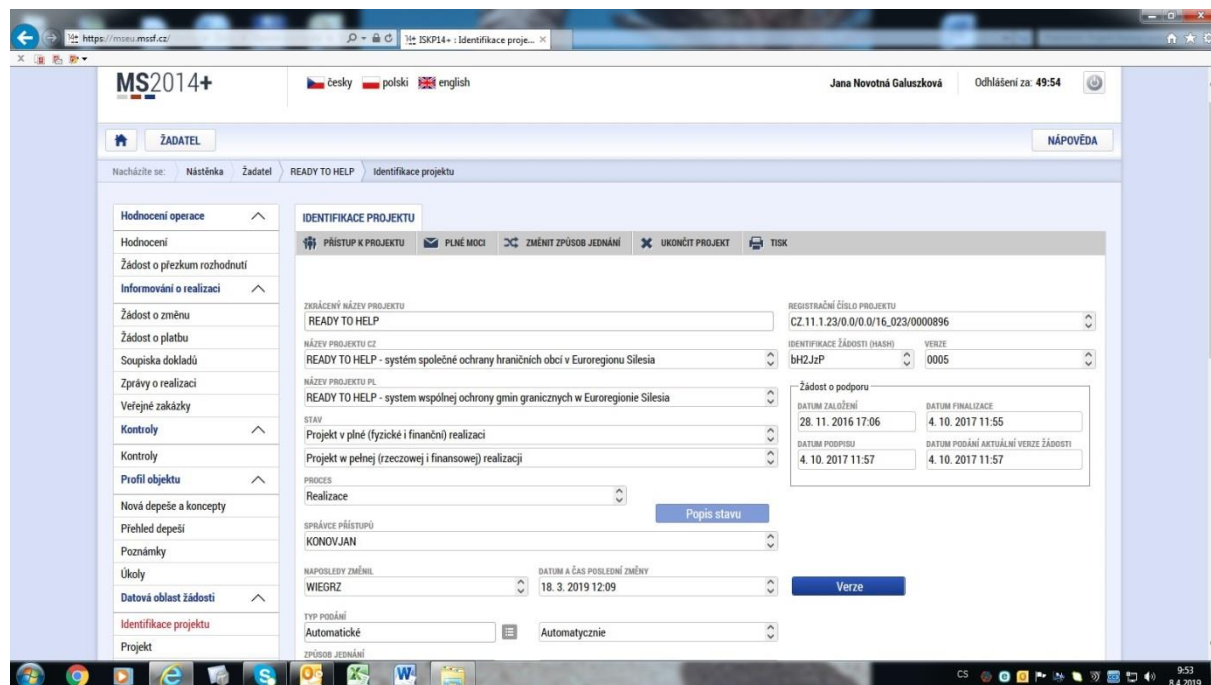 https://mseu.mssf.cz/
ISKP14+ : Identifikace proje...
MS2014+
česky polski english
Jana Novotná Galuszková
Odhlášení za: 49:54
ŽADATEL
NÁPOVĚDA
Nacházíte se: Nástěnka Žadatel READY TO HELP Identifikace projektu
Hodnocení operace
Hodnocení
Žádost o přezkum rozhodnutí
Informování o realizaci
Žádost o změnu
Žádost o platbu
Soupiska dokladů
Zprávy o realizaci
Veřejné zakázky
Kontroly
Kontroly
Profil objektu
Nová depeše a koncepty
Přehled depeší
Poznámky
Úkoly
Datová oblast žádosti
Identifikace projektu
Projekt
IDENTIFIKACE PROJEKTU
PŘÍSTUP K PROJEKTU PLNÉ MOCI ZMĚNIT ZPŮSOB JEDNÁNÍ UKONČIT PROJEKT TISK
ZKRÁCENÝ NÁZEV PROJEKTU
READY TO HELP
NÁZEV PROJEKTU CZ
READY TO HELP - systém společné ochrany hraničních obcí v Euroregionu Silesia
NÁZEV PROJEKTU PL
READY TO HELP - system wspólnej ochrony gmin granicznych w Euroregionie Silesia
STAV
Projekt v plné (fyzické i finanční) realizaci
Projekt w pełnej (rzeczowej i finansowej) realizacji
PROCES
Realizace
Popis stavu
SPRÁVCE PŘÍSTUPŮ
KONOVJAN
NAPOSLEDY ZMĚNIL
WIEGRZ
DATUM A ČAS POSLEDNÍ ZMĚNY
18. 3. 2019 12:09
Verze
TYP PODÁNÍ
Automatické
Automatycznie
ZPŮSOB JEDNÁNÍ
REGISTRAČNÍ ČÍSLO PROJEKTU
CZ.11.1.23/0.0/0.0/16_023/0000896
IDENTIFIKACE ŽÁDOSTI (HASH)
bH2JzP
VERZE
0005
Žádost o podporu
DATUM ZALOŽENÍ
28. 11. 2016 17:06
DATUM FINALIZACE
4. 10. 2017 11:55
DATUM PODPISU
4. 10. 2017 11:57
DATUM PODÁNÍ AKTUÁLNÍ VERZE ŽÁDOSTI
4. 10. 2017 11:57
CS
9:53
8.4.2019